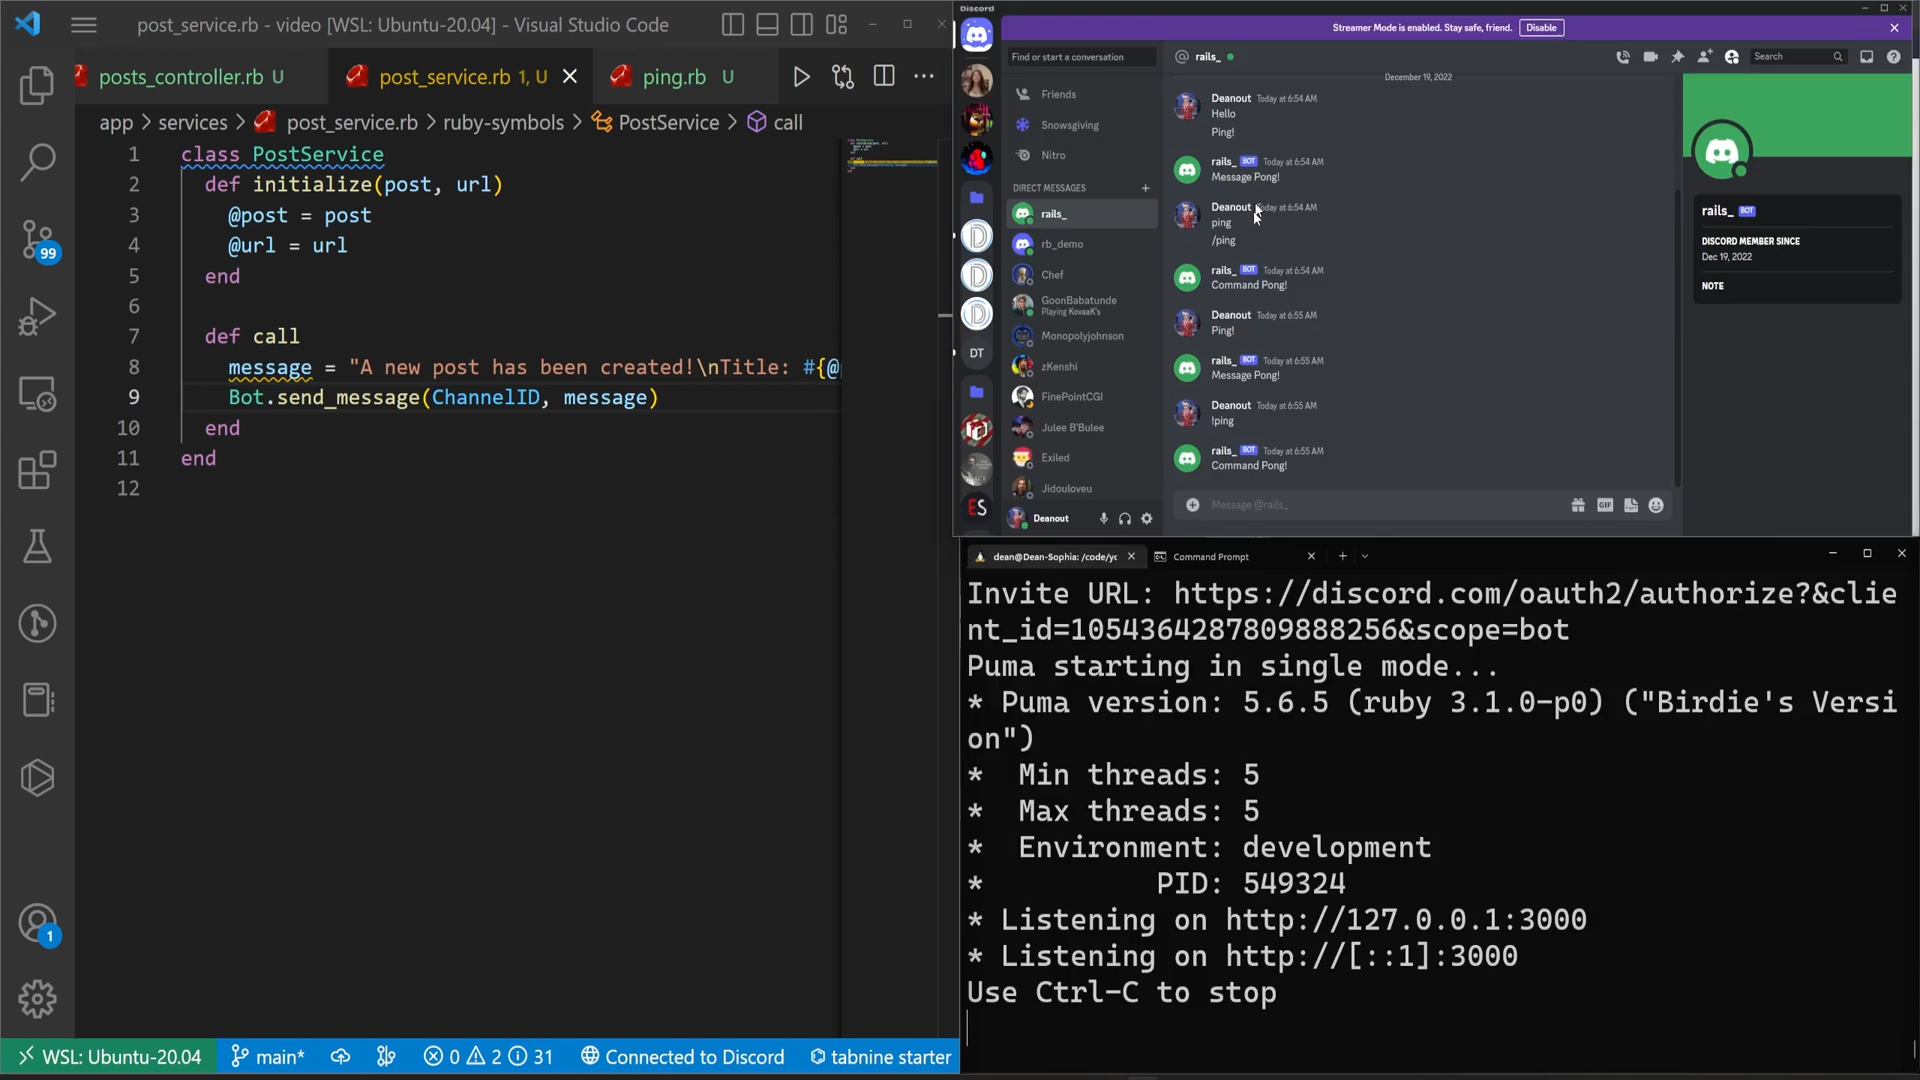 post_service.rb - video [WSL: Ubuntu-20.04] - Visual Studio Code
posts_controller.rb U
post_service.rb 1, U
ping.rb U
app > services > post_service.rb > ruby-symbols > PostService > call
1 class PostService
2 def initialize(post, url)
3 @post = post
4 @url = url
5 end
6
7 def call
8 message = "A new post has been created!\nTitle: #{@
9 Bot.send_message(ChannelID, message)
10 end
11 end
12
99
1
WSL: Ubuntu-20.04
main*
0 2 31
Connected to Discord
tabnine starter
Discord
Streamer Mode is enabled. Stay safe, friend.
Disable
Find or start a conversation
Friends
Snowsgiving
Nitro
DIRECT MESSAGES +
rails_
rb_demo
Chef
GoonBabatunde
Playing KovaaK's
Monopolyjohnson
zKenshi
FinePointCGI
Julee B'Bulee
Exiled
Jidouloveu
Deanout
DT
ES
@ rails_
Search
December 19, 2022
Deanout Today at 6:54 AM
Hello
Ping!
rails_ BOT Today at 6:54 AM
Message Pong!
Deanout Today at 6:54 AM
ping
/ping
rails_ BOT Today at 6:54 AM
Command Pong!
Deanout Today at 6:55 AM
Ping!
rails_ BOT Today at 6:55 AM
Message Pong!
Deanout Today at 6:55 AM
!ping
rails_ BOT Today at 6:55 AM
Command Pong!
Message @rails_
GIF
rails_ BOT
DISCORD MEMBER SINCE
Dec 19, 2022
NOTE
dean@Dean-Sophia: /code/yc
Command Prompt
Invite URL: https://discord.com/oauth2/authorize?&clie
nt_id=1054364287809888256&scope=bot
Puma starting in single mode...
* Puma version: 5.6.5 (ruby 3.1.0-p0) ("Birdie's Versi
on")
* Min threads: 5
* Max threads: 5
* Environment: development
* PID: 549324
* Listening on http://127.0.0.1:3000
* Listening on http://[::1]:3000
Use Ctrl-C to stop